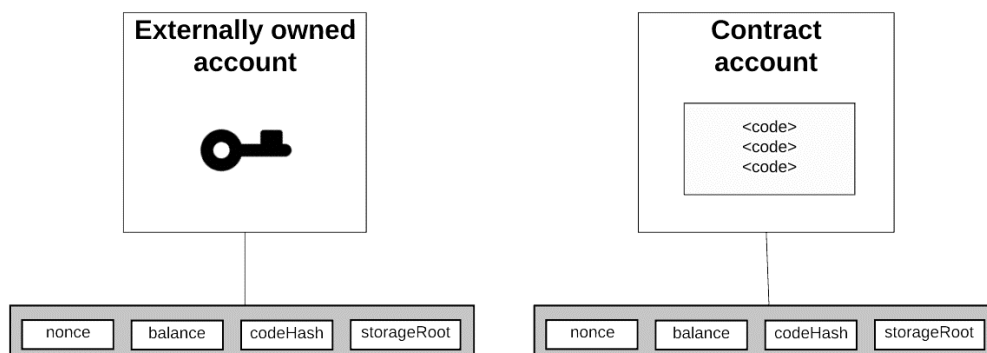 Externally owned
account
Contract
account
<code>
<code>
<code>
nonce balance codeHash storageRoot
nonce balance codeHash storageRoot